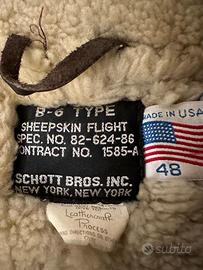 B-6 TYPE
SHEEPSKIN FLIGHT
SPEC. NO. 82-624-86
CONTRACT NO. 1585-A
SCHOTT BROS. INC.
NEW YORK, NEW YORK
MADE IN USA
48
Leathercraft
Process
subito